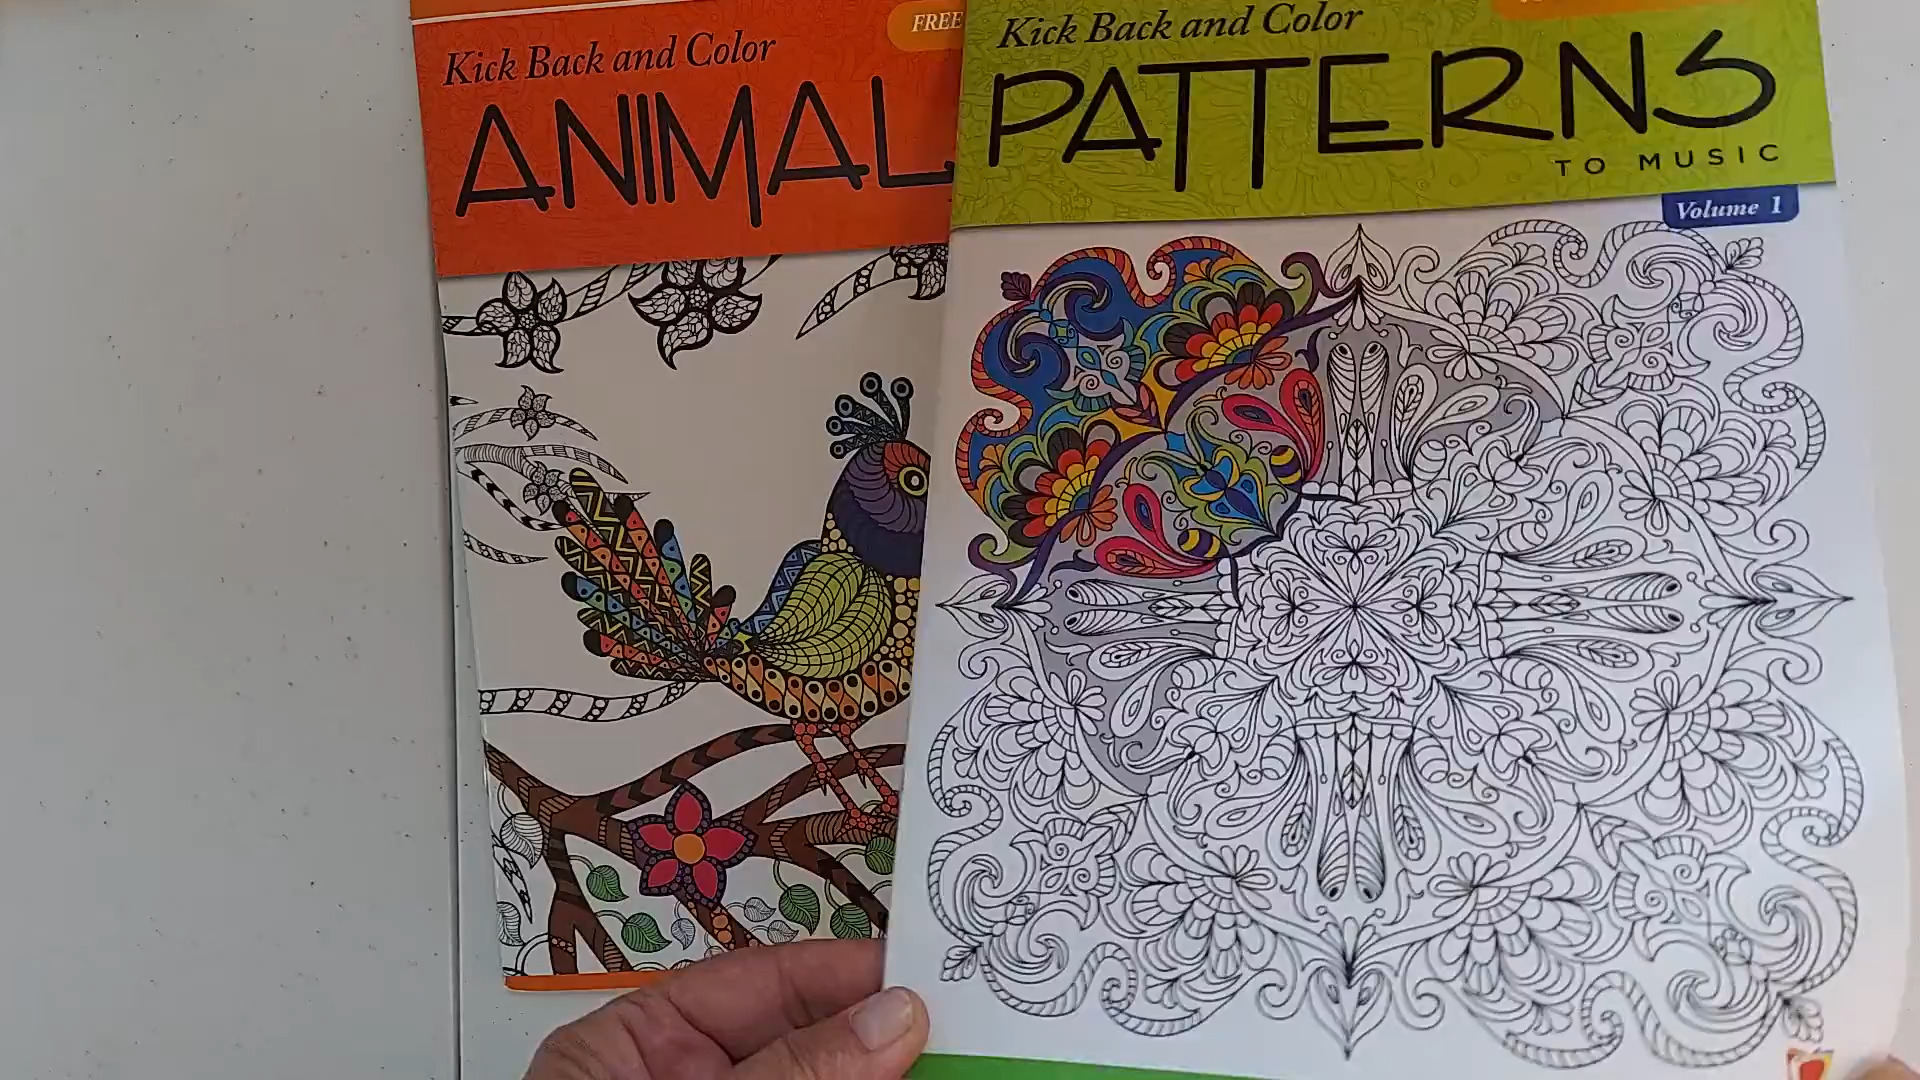 FREE
Kick Back and Color
ANIMAL
Kick Back and Color
PATTERNS
TO MUSIC
Volume 1